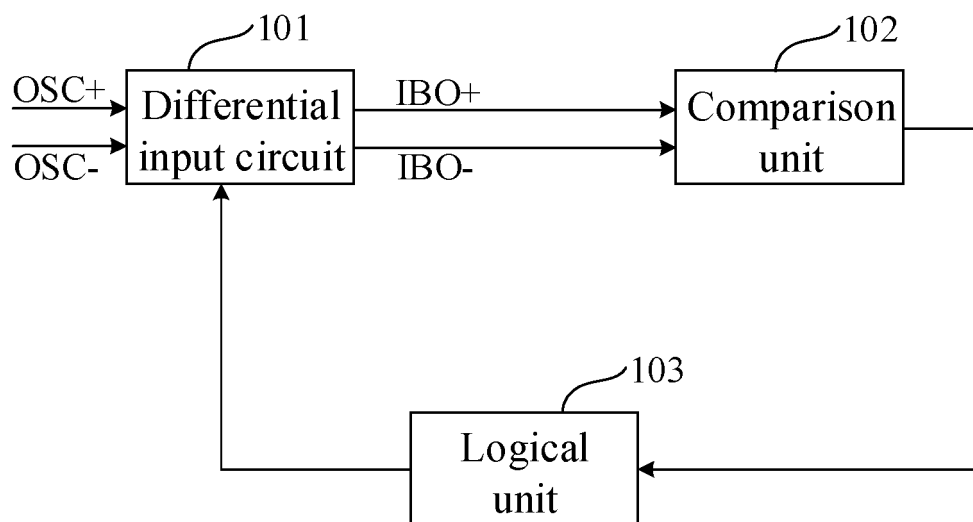 101
102
OSC+
Differential
input circuit
OSC-
IBO+
IBO-
Comparison
unit
103
Logical
unit